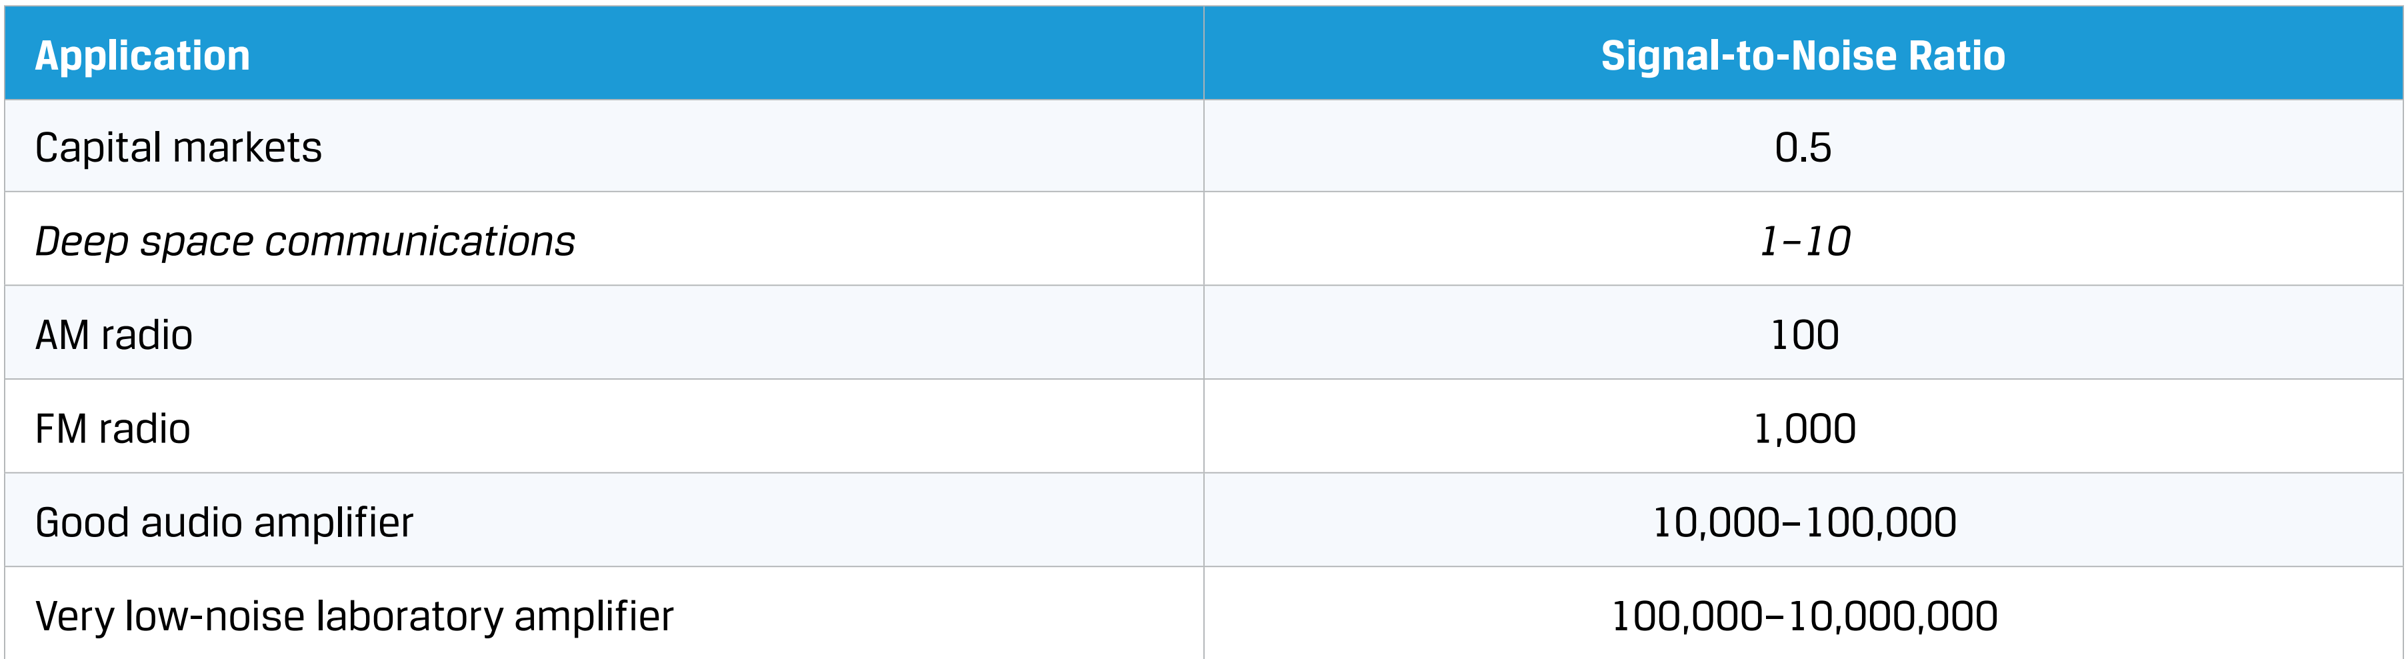 Application Signal-to-Noise Ratio
Capital markets 0.5
Deep space communications 1–10
AM radio 100
FM radio 1,000
Good audio amplifier 10,000–100,000
Very low-noise laboratory amplifier 100,000–10,000,000